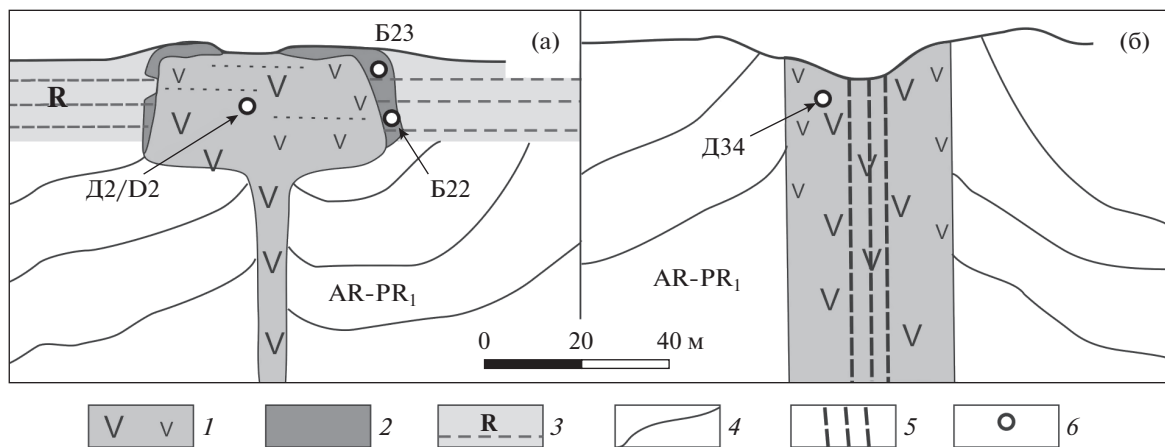 Б23
(а)
(б)
R
Д34
Д2/D2
Б22
AR-PR₁
AR-PR₁
0 20 40 м
V v 1
2
R 3
4
5
6